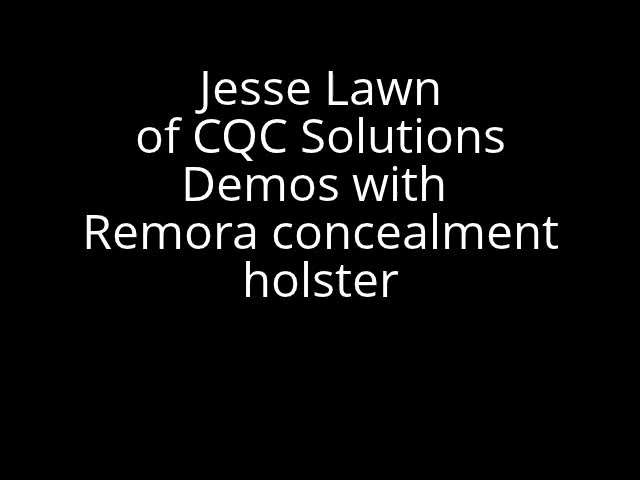 Jesse Lawn
of CQC Solutions
Demos with
Remora concealment
holster